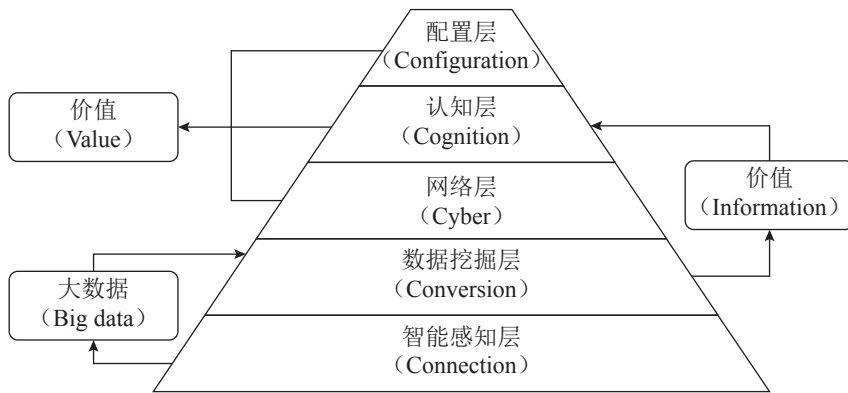 配置层
（Configuration）
认知层
（Cognition）
价值
（Value）
网络层
（Cyber）
价值
（Information）
数据挖掘层
（Conversion）
大数据
（Big data）
智能感知层
（Connection）